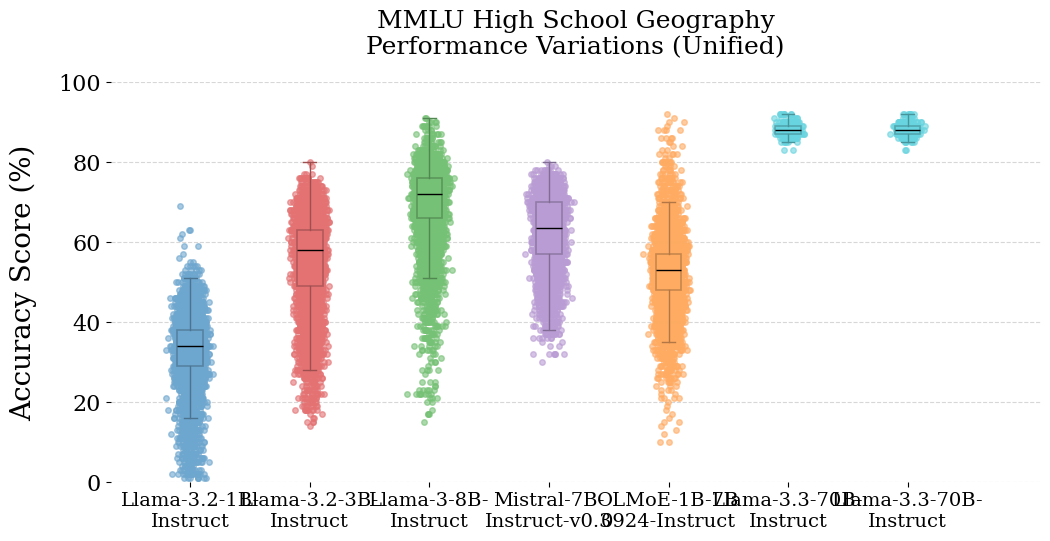 MMLU High School Geography
Performance Variations (Unified)
Accuracy Score (%)
100
80
60
40
20
0
Llama-3.2-1B-
Instruct
Llama-3.2-3B-
Instruct
Llama-3-8B-
Instruct
Mistral-7B-
Instruct-v0.3
OLMoE-1B-7B-
0924-Instruct
Llama-3.3-70B-
Instruct
Llama-3.3-70B-
Instruct